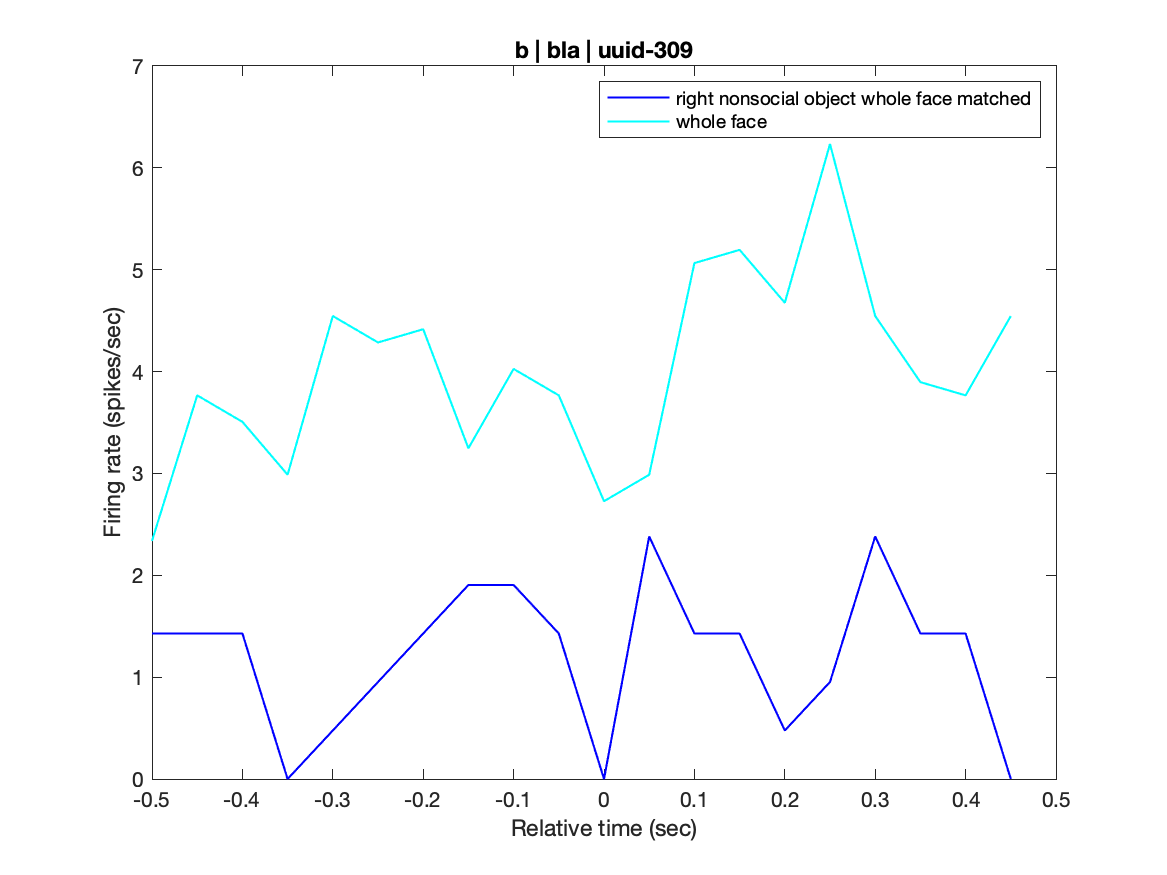 b | bla | uuid-309
right nonsocial object whole face matched
whole face
7
6
5
4
3
2
1
0
Firing rate (spikes/sec)
-0.5 -0.4 -0.3 -0.2 -0.1 0 0.1 0.2 0.3 0.4 0.5
Relative time (sec)